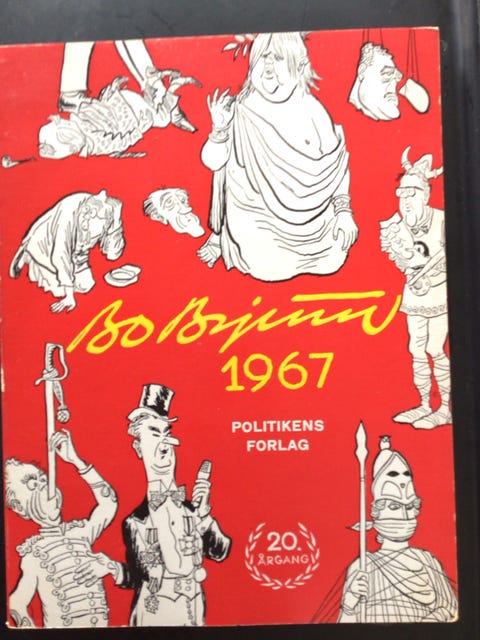 Bo Bojesen
1967
POLITIKENS
FORLAG
20.
ÅRGANG